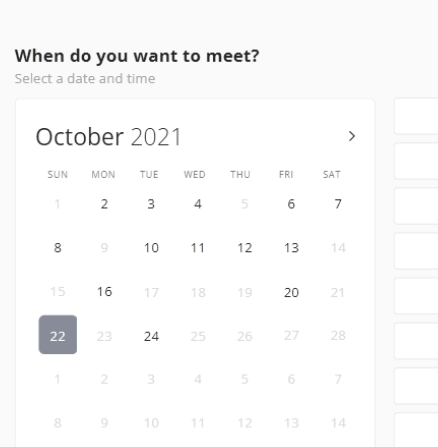 When do you want to meet?
Select a date and time
October 2021
SUN MON TUE WED THU FRI SAT
1 2 3 4 5 6 7
8 9 10 11 12 13 14
15 16 17 18 19 20 21
22 23 24 25 26 27 28
1 2 3 4 5 6 7
8 9 10 11 12 13 14